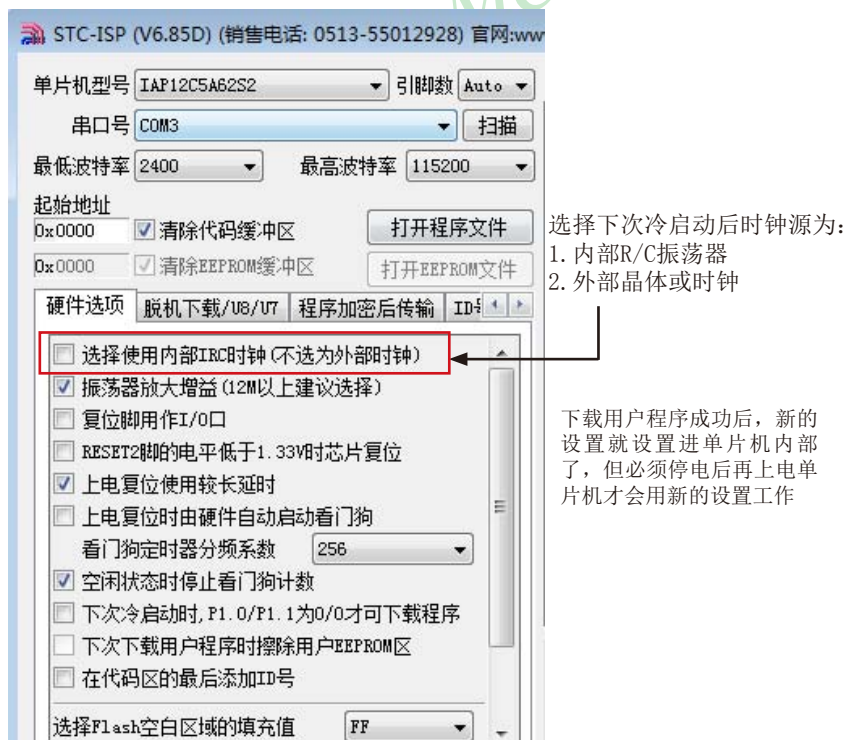 STC-ISP (V6.85D) (销售电话: 0513-55012928) 官网:www
单片机型号 IAP12C5A62S2 引脚数 Auto
串口号 COM3 扫描
最低波特率 2400 最高波特率 115200
起始地址
0x0000 清除代码缓冲区 打开程序文件
0x0000 清除EEPROM缓冲区 打开EEPROM文件
硬件选项 脱机下载/U8/U7 程序加密后传输 ID号
选择使用内部IRC时钟(不选为外部时钟)
振荡器放大增益(12M以上建议选择)
复位脚用作I/O口
RESET2脚的电平低于1.33V时芯片复位
上电复位使用较长延时
上电复位时由硬件自动启动看门狗
看门狗定时器分频系数 256
空闲状态时停止看门狗计数
下次冷启动时,P1.0/P1.1为0/0才可下载程序
下次下载用户程序时擦除用户EEPROM区
在代码区的最后添加ID号
选择Flash空白区域的填充值 FF
选择下次冷启动后时钟源为:
1.内部R/C振荡器
2.外部晶体或时钟
下载用户程序成功后，新的
设置就设置进单片机内部
了，但必须停电后再上电单
片机才会用新的设置工作